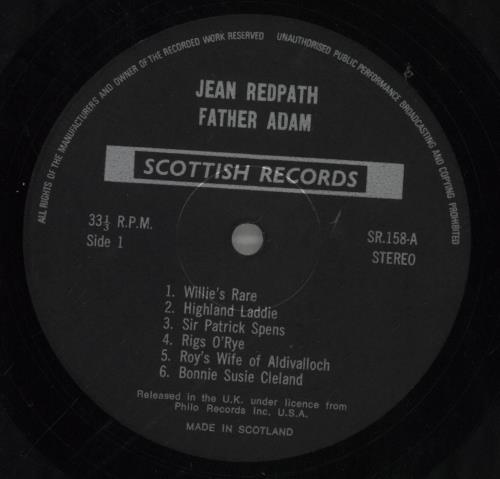 ALL RIGHTS OF THE MANUFACTURERS AND OWNER OF THE RECORDED WORK RESERVED UNAUTHORISED PUBLIC PERFORMANCE BROADCASTING AND COPYING PROHIBITED
JEAN REDPATH
FATHER ADAM
SCOTTISH RECORDS
33⅓ R.P.M.
Side 1
SR.158-A
STEREO
1. Willie's Rare
2. Highland Laddie
3. Sir Patrick Spens
4. Rigs O'Rye
5. Roy's Wife of Aldivalloch
6. Bonnie Susie Cleland
Released in the U.K. under licence from
Philo Records Inc. U.S.A.
MADE IN SCOTLAND